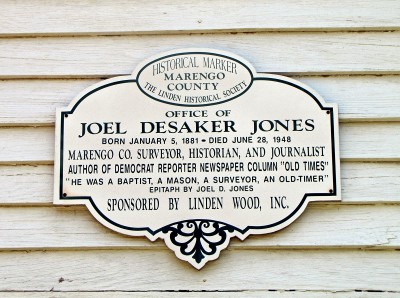 HISTORICAL MARKER
MARENGO
COUNTY
THE LINDEN HISTORICAL SOCIETY
OFFICE OF
JOEL DESAKER JONES
BORN JANUARY 5, 1881 • DIED JUNE 28, 1948
MARENGO CO. SURVEYOR, HISTORIAN, AND JOURNALIST
AUTHOR OF DEMOCRAT REPORTER NEWSPAPER COLUMN "OLD TIMES"
"HE WAS A BAPTIST, A MASON, A SURVEYOR, AN OLD-TIMER"
EPITAPH BY JOEL D. JONES
SPONSORED BY LINDEN WOOD, INC.